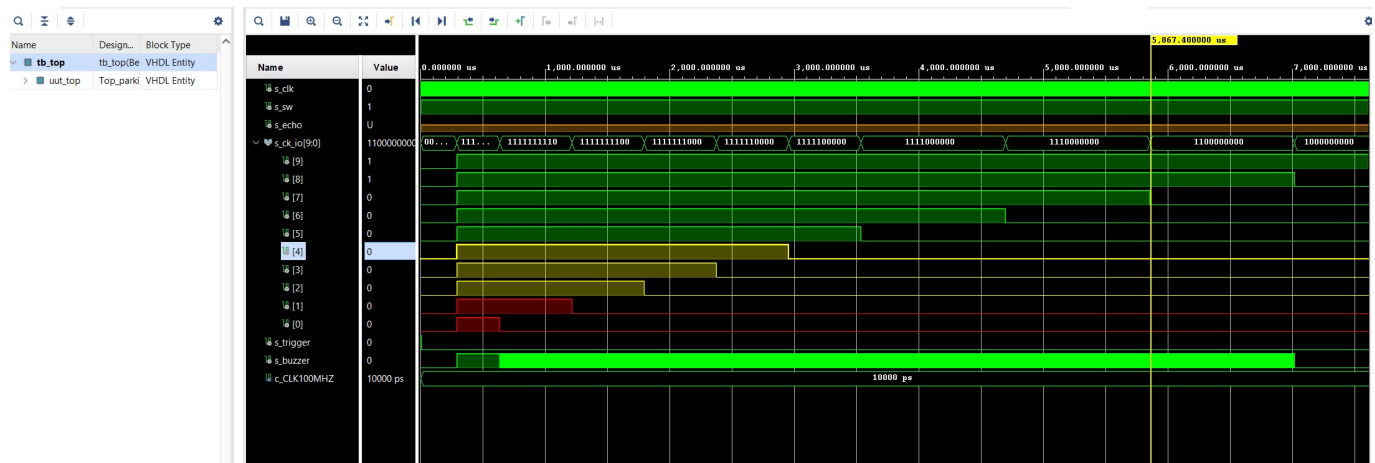 Name Design... Block Type
tb_top tb_top(Be VHDL Entity
uut_top Top_parki VHDL Entity
5,867.400000 us
Name Value 0.000000 us 1,000.000000 us 2,000.000000 us 3,000.000000 us 4,000.000000 us 5,000.000000 us 6,000.000000 us 7,000.000000 us
s_clk 0
s_sw 1
s_echo U
s_ck_io[9:0] 1100000000 00... 111... 1111111110 1111111100 1111111000 1111110000 1111100000 1111000000 1110000000 1100000000 1000000000
[9] 1
[8] 1
[7] 0
[6] 0
[5] 0
[4] 0
[3] 0
[2] 0
[1] 0
[0] 0
s_trigger 0
s_buzzer 0
c_CLK100MHZ 10000 ps 10000 ps